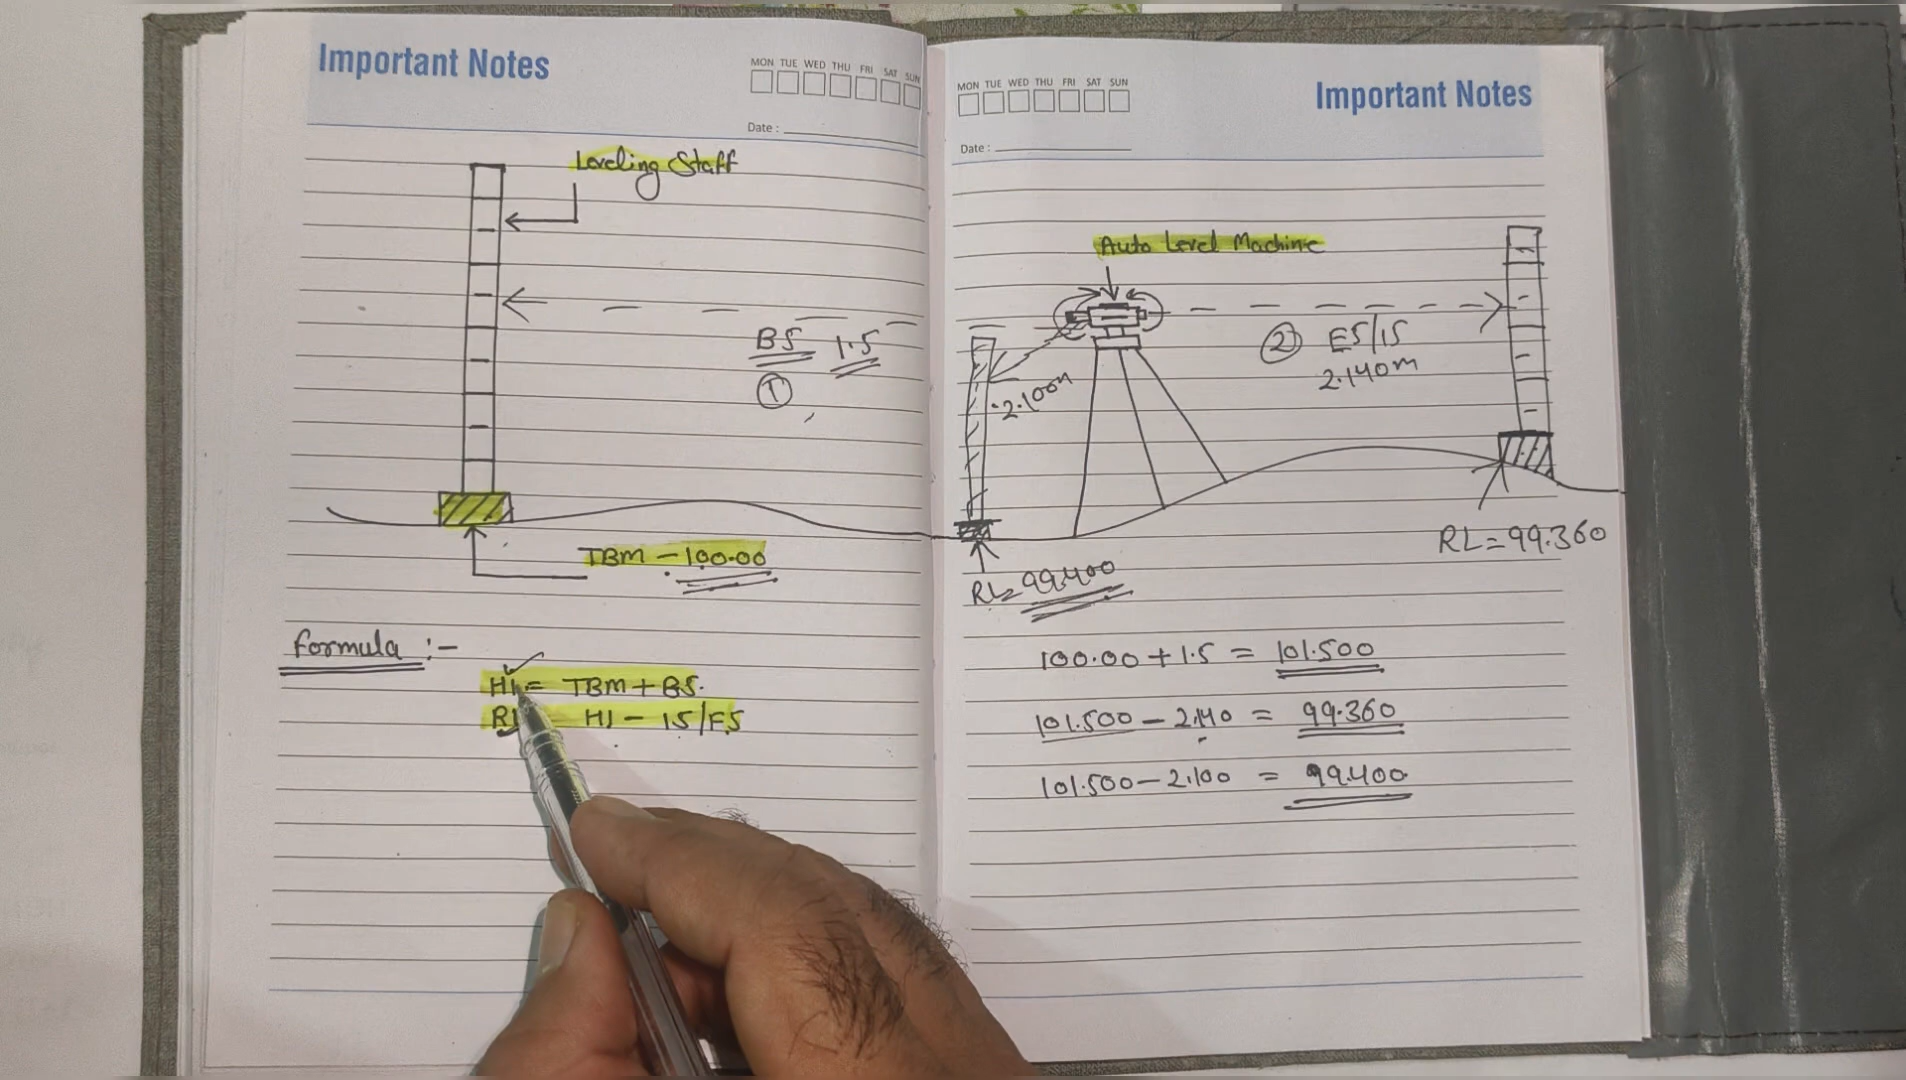 Important Notes
MON TUE WED THU FRI SAT SUN
Date :
Leveling Staff
BS 1.5
1
TBM - 100.00
Formula :-
HI = TBM + BS.
HI - IS/FS
MON TUE WED THU FRI SAT SUN
Important Notes
Date :
Auto Level Machine
2 FS/IS
2.140m
2.100m
RL = 99.360
RL = 99.400
100.00 + 1.5 = 101.500
101.500 - 2.140 = 99.360
101.500 - 2.100 = 99.400